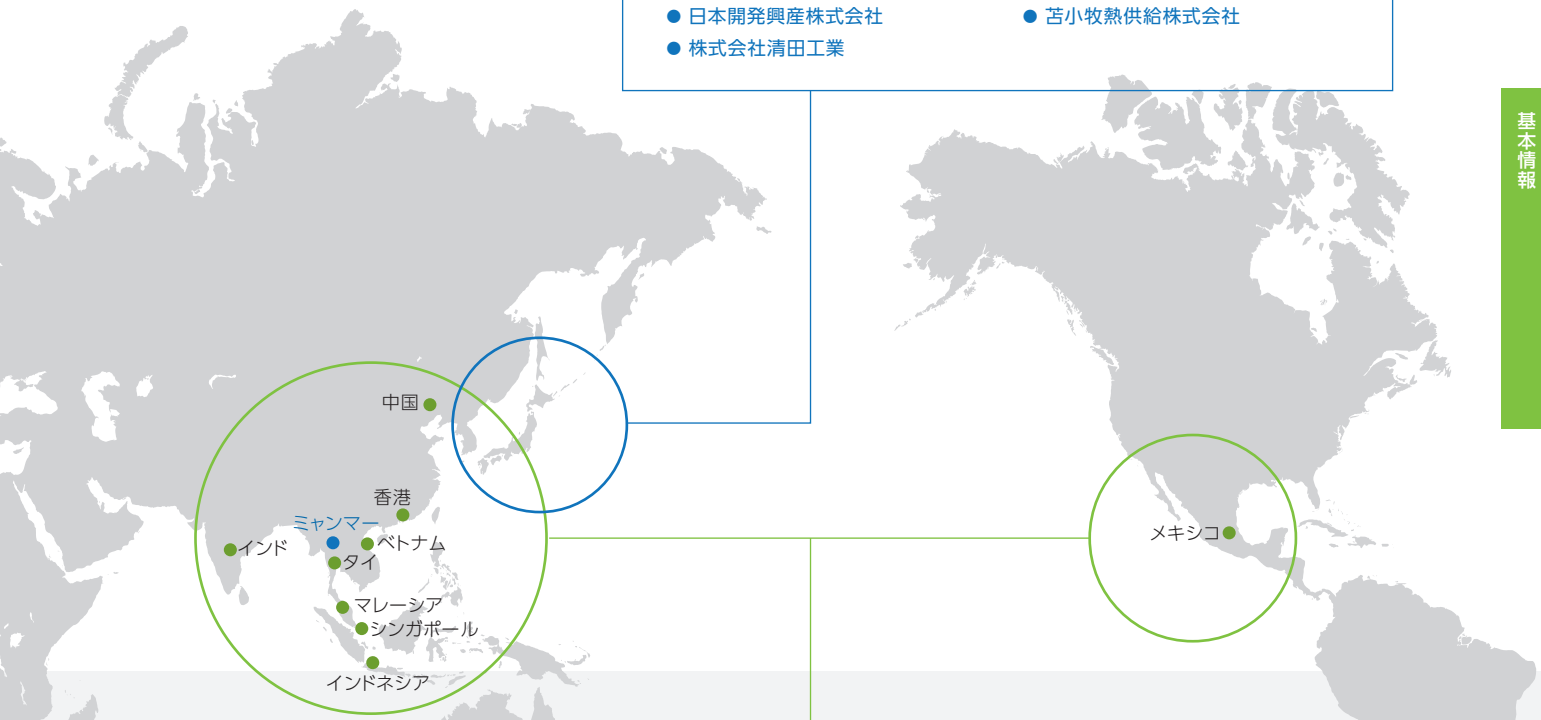 ● 日本開発興産株式会社
● 苫小牧熱供給株式会社
● 株式会社清田工業
基本情報
中国
香港
ミャンマー
インド
ベトナム
タイ
マレーシア
シンガポール
インドネシア
メキシコ